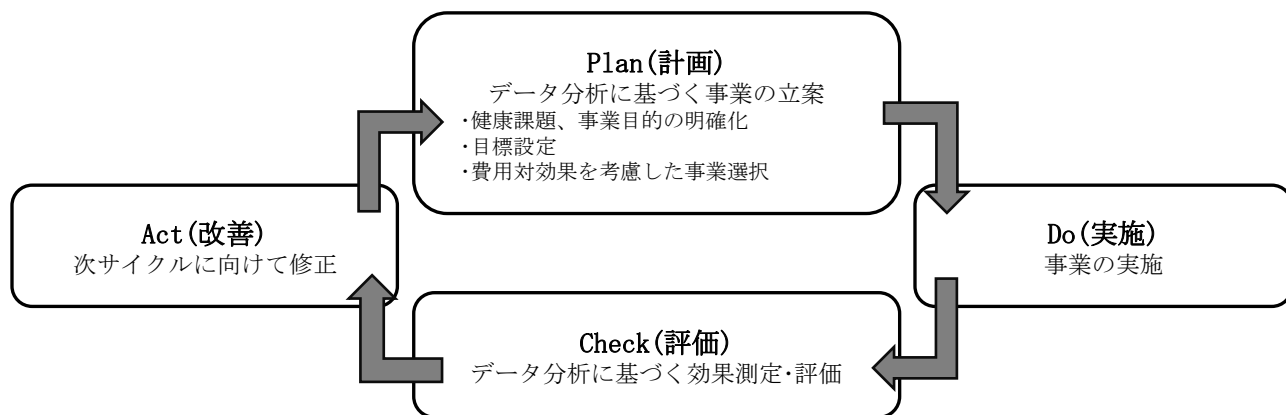 Plan(計画)
データ分析に基づく事業の立案
･健康課題、事業目的の明確化
･目標設定
･費用対効果を考慮した事業選択
Do(実施)
事業の実施
Check(評価)
データ分析に基づく効果測定･評価
Act(改善)
次サイクルに向けて修正